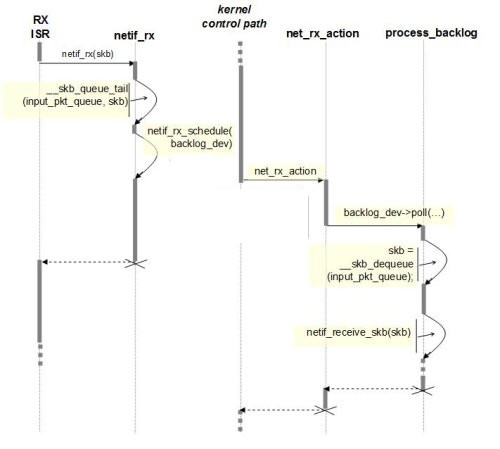 RX
ISR
netif_rx
kernel
control path
net_rx_action
process_backlog
netif_rx(skb)
__skb_queue_tail
(input_pkt_queue, skb)
netif_rx_schedule(
backlog_dev)
net_rx_action
backlog_dev->poll(…)
skb =
__skb_dequeue
(input_pkt_queue);
netif_receive_skb(skb)